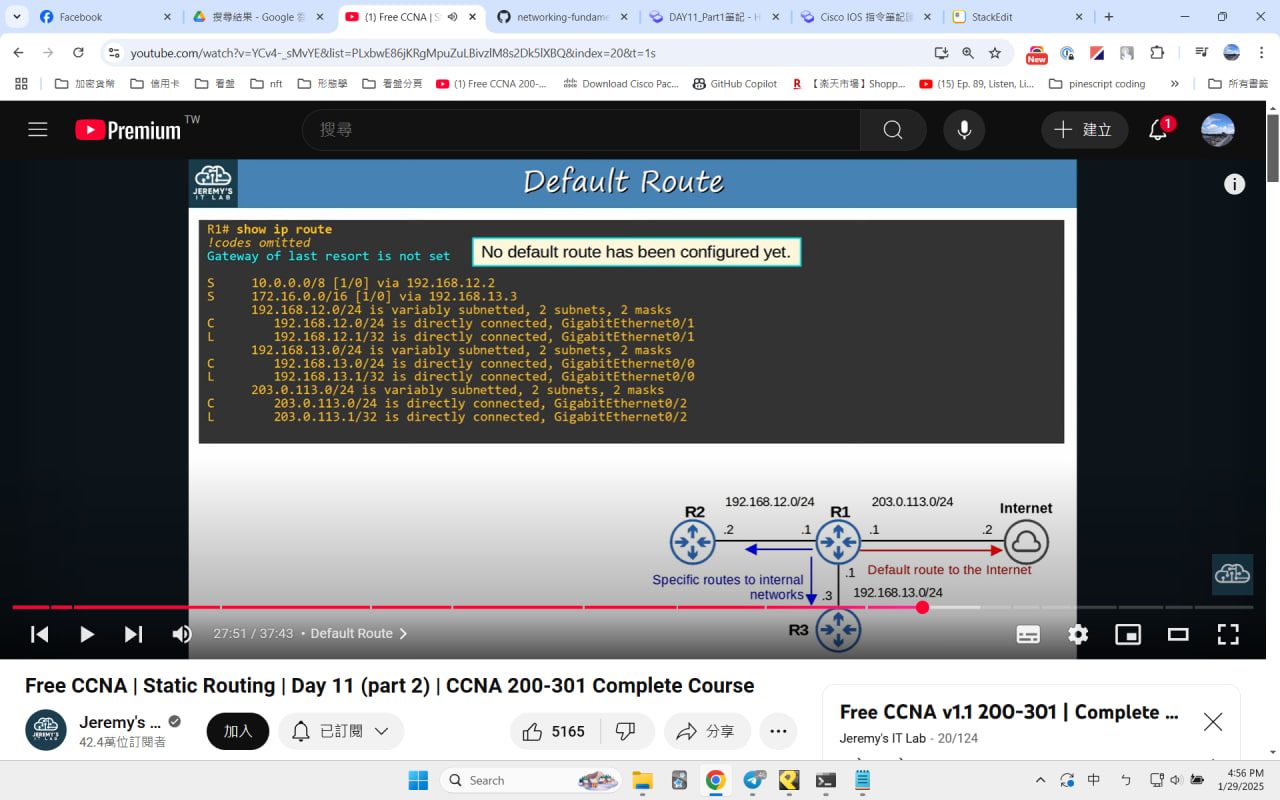 Facebook
搜尋結果 - Google 雲
(1) Free CCNA | S
networking-fundame
DAY11_Part1筆記 - H
Cisco IOS 指令筆記區
StackEdit
youtube.com/watch?v=YCv4-_sMvYE&list=PLxbwE86jKRgMpuZuLBivzlM8s2Dk5lXBQ&index=20&t=1s
New
加密貨幣
信用卡
看盤
nft
形態學
看盤分頁
(1) Free CCNA 200-...
Download Cisco Pac...
GitHub Copilot
【楽天市場】Shopp...
(15) Ep. 89, Listen, Li...
pinescript coding
所有書籤
Premium TW
搜尋
建立
1
JEREMY'S IT LAB
Default Route
R1# show ip route
!codes omitted
Gateway of last resort is not set
No default route has been configured yet.
S 10.0.0.0/8 [1/0] via 192.168.12.2
S 172.16.0.0/16 [1/0] via 192.168.13.3
192.168.12.0/24 is variably subnetted, 2 subnets, 2 masks
C 192.168.12.0/24 is directly connected, GigabitEthernet0/1
L 192.168.12.1/32 is directly connected, GigabitEthernet0/1
192.168.13.0/24 is variably subnetted, 2 subnets, 2 masks
C 192.168.13.0/24 is directly connected, GigabitEthernet0/0
L 192.168.13.1/32 is directly connected, GigabitEthernet0/0
203.0.113.0/24 is variably subnetted, 2 subnets, 2 masks
C 203.0.113.0/24 is directly connected, GigabitEthernet0/2
L 203.0.113.1/32 is directly connected, GigabitEthernet0/2
192.168.12.0/24
203.0.113.0/24
R2
R1
Internet
.2
.1
.1
.2
Specific routes to internal
networks
.1
Default route to the Internet
.3
192.168.13.0/24
R3
27:51 / 37:43 • Default Route
Free CCNA | Static Routing | Day 11 (part 2) | CCNA 200-301 Complete Course
JEREMY'S IT LAB
Jeremy's ...
42.4萬位訂閱者
加入
已訂閱
5165
分享
Free CCNA v1.1 200-301 | Complete ...
Jeremy's IT Lab - 20/124
Search
中
4:56 PM
1/29/2025